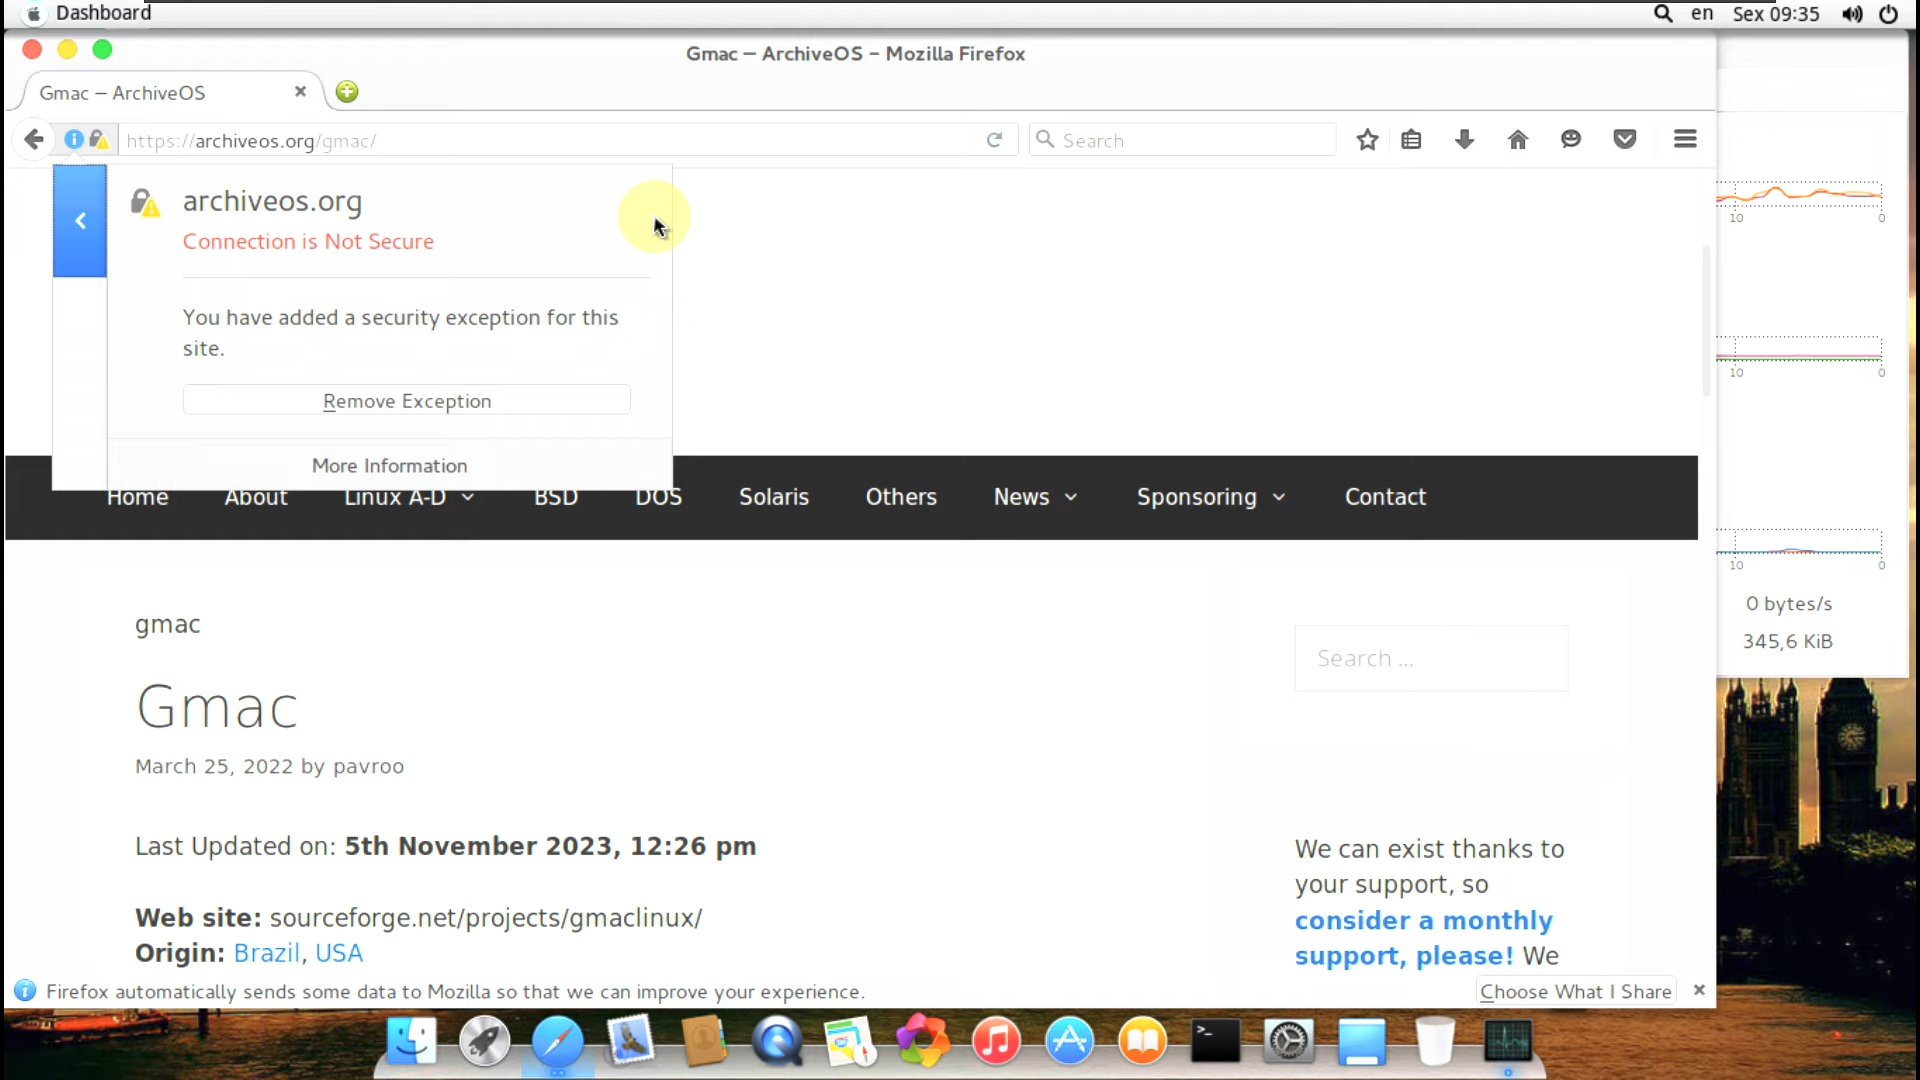 Dashboard
en Sex 09:35
Gmac – ArchiveOS – Mozilla Firefox
Gmac – ArchiveOS
https://archiveos.org/gmac/
Search
archiveos.org
Connection is Not Secure
You have added a security exception for this
site.
Remove Exception
More Information
10 0
10 0
10 0
0 bytes/s
345,6 KiB
Home About Linux A-D BSD DOS Solaris Others News Sponsoring Contact
gmac
Search ...
Gmac
March 25, 2022 by pavroo
Last Updated on: 5th November 2023, 12:26 pm
Web site: sourceforge.net/projects/gmaclinux/
Origin: Brazil, USA
We can exist thanks to
your support, so
consider a monthly
support, please! We
Firefox automatically sends some data to Mozilla so that we can improve your experience.
Choose What I Share